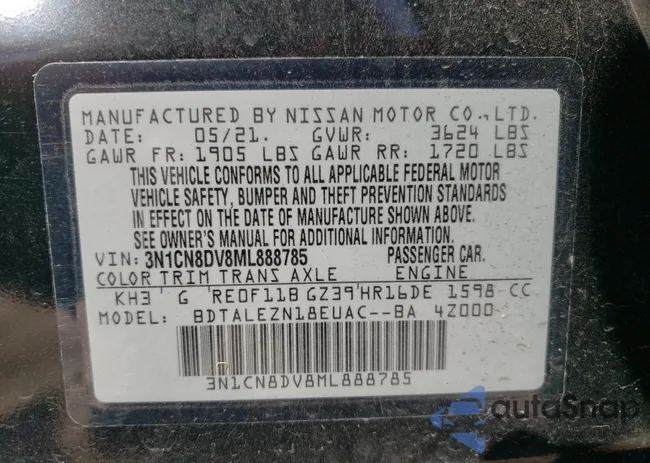 MANUFACTURED BY NISSAN MOTOR CO., LTD.
DATE: 05/21. GVWR: 3624 LBS
GAWR FR: 1905 LBS GAWR RR: 1720 LBS
THIS VEHICLE CONFORMS TO ALL APPLICABLE FEDERAL MOTOR
VEHICLE SAFETY, BUMPER AND THEFT PREVENTION STANDARDS
IN EFFECT ON THE DATE OF MANUFACTURE SHOWN ABOVE.
SEE OWNER'S MANUAL FOR ADDITIONAL INFORMATION.
VIN: 3N1CN8DV8ML888785 PASSENGER CAR.
COLOR TRIM TRANS AXLE ENGINE
KH3 G RE0F11B GZ39 HR16DE 1598-CC
MODEL: BDTALEZN18EUAC--BA 4Z000
3N1CN8DV8ML888785
autoSnap